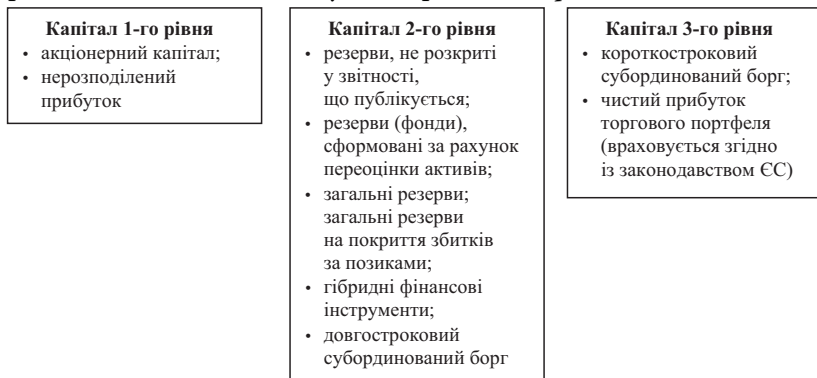 Капітал 1-го рівня
• акціонерний капітал;
• нерозподілений
прибуток
Капітал 2-го рівня
• резерви, не розкриті
у звітності,
що публікується;
• резерви (фонди),
сформовані за рахунок
переоцінки активів;
• загальні резерви;
загальні резерви
на покриття збитків
за позиками;
• гібридні фінансові
інструменти;
• довгостроковий
субординований борг
Капітал 3-го рівня
• короткостроковий
субординований борг;
• чистий прибуток
торгового портфеля
(враховується згідно
із законодавством ЄС)